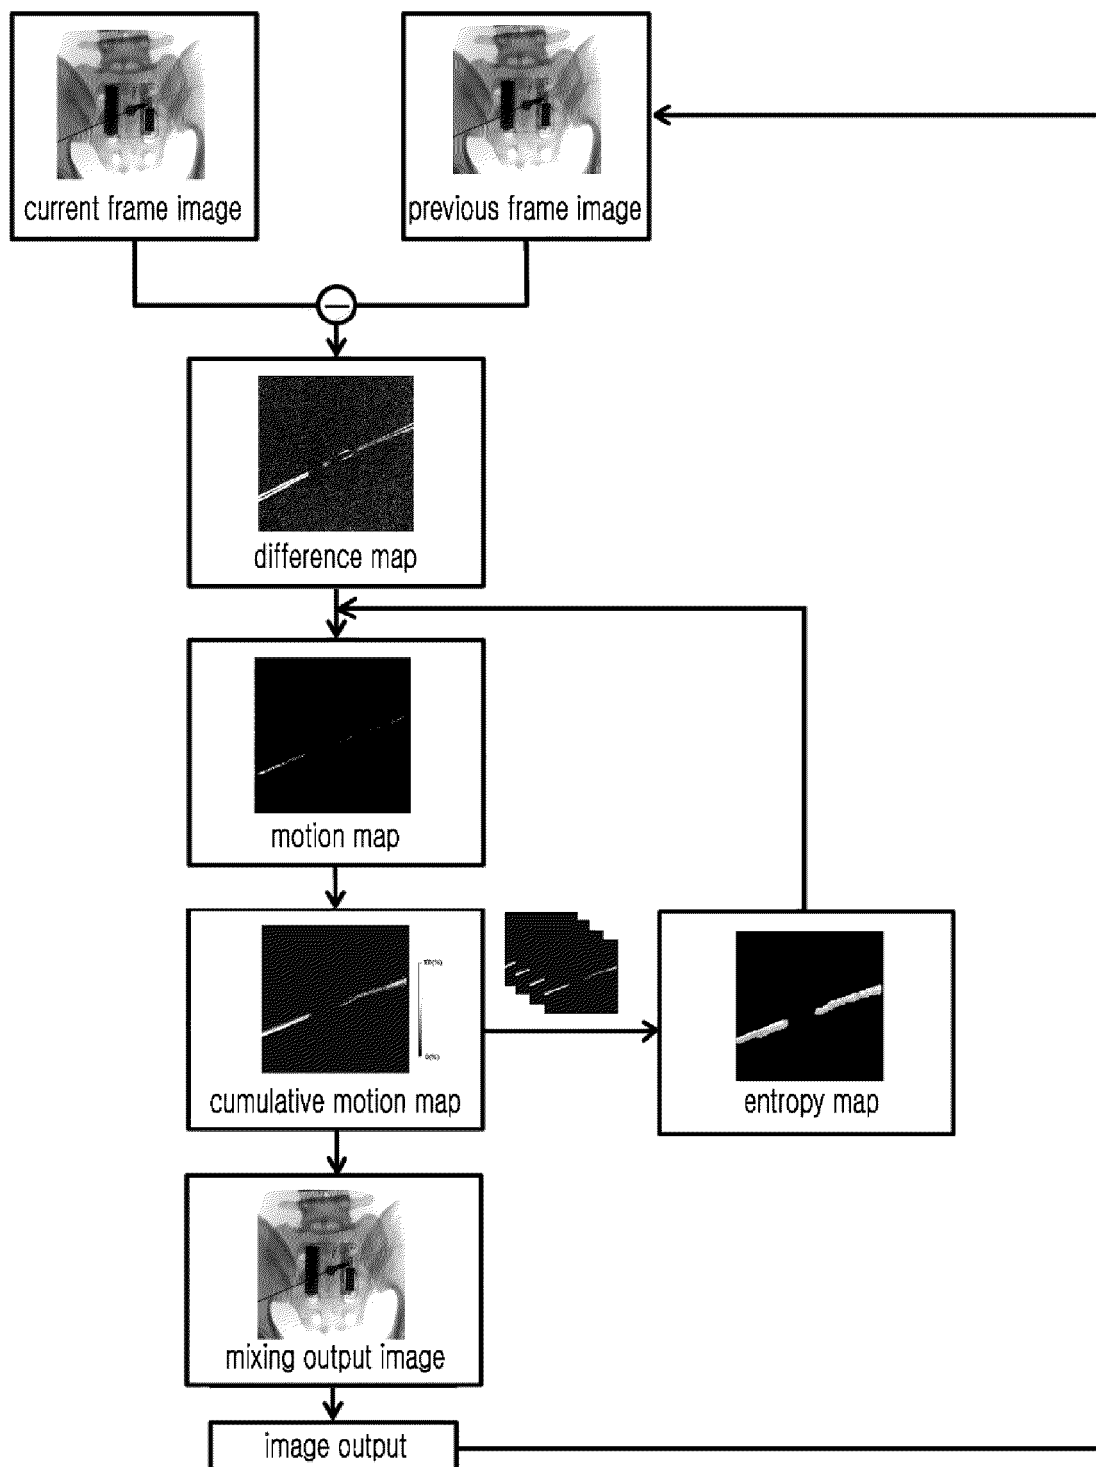 current frame image
previous frame image
difference map
motion map
cumulative motion map
entropy map
mixing output image
image output